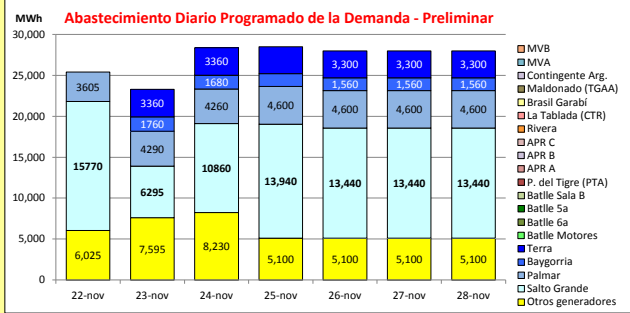 MWh
Abastecimiento Diario Programado de la Demanda - Preliminar
30,000
25,000
20,000
15,000
10,000
5,000
0
3605
15770
6,025
3360
1760
4290
6295
7,595
3360
1680
4260
10860
8,230
4,600
13,940
5,100
3,300
1,560
4,600
13,440
5,100
3,300
1,560
4,600
13,440
5,100
3,300
1,560
4,600
13,440
5,100
22-nov
23-nov
24-nov
25-nov
26-nov
27-nov
28-nov
MVB
MVA
Contingente Arg.
Maldonado (TGAA)
Brasil Garabí
La Tablada (CTR)
Rivera
APR C
APR B
APR A
P. del Tigre (PTA)
Batlle Sala B
Batlle 5a
Batlle 6a
Batlle Motores
Terra
Baygorria
Palmar
Salto Grande
Otros generadores